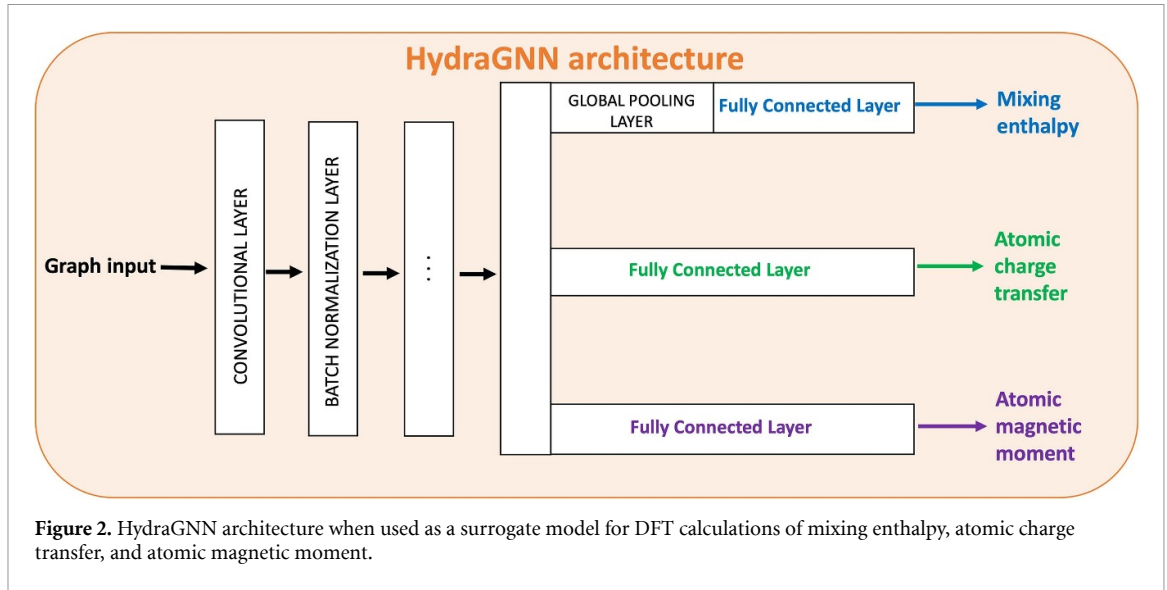 HydraGNN architecture
Graph input
CONVOLUTIONAL LAYER
BATCH NORMALIZATION LAYER
...
GLOBAL POOLING
LAYER
Fully Connected Layer
Mixing
enthalpy
Fully Connected Layer
Atomic
charge
transfer
Fully Connected Layer
Atomic
magnetic
moment
Figure 2. HydraGNN architecture when used as a surrogate model for DFT calculations of mixing enthalpy, atomic charge
transfer, and atomic magnetic moment.